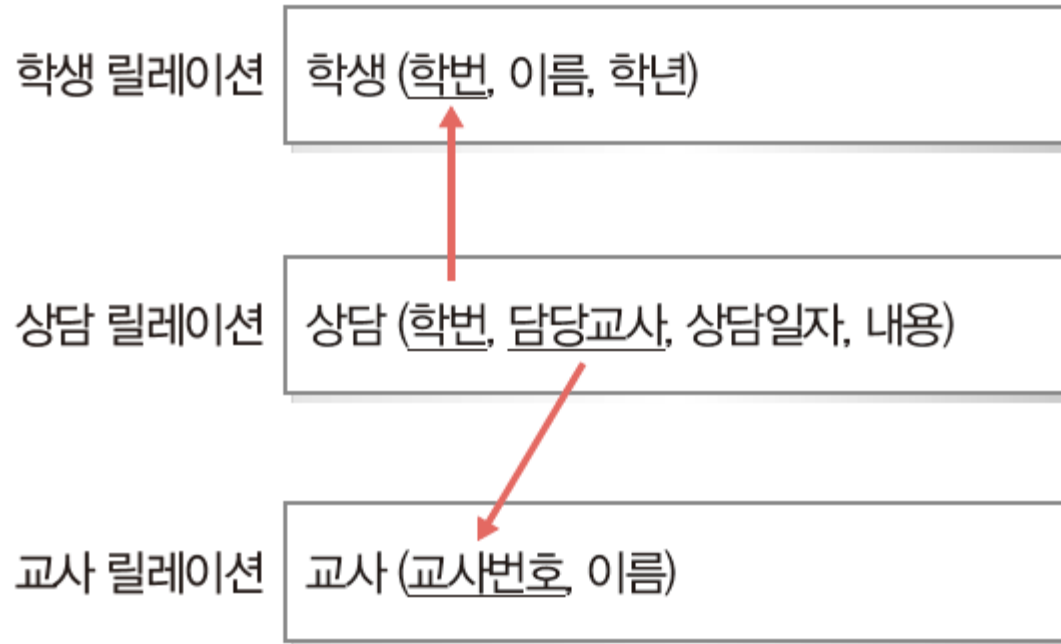 학생 릴레이션 학생 (학번, 이름, 학년)
상담 릴레이션 상담 (학번, 담당교사, 상담일자, 내용)
교사 릴레이션 교사 (교사번호, 이름)